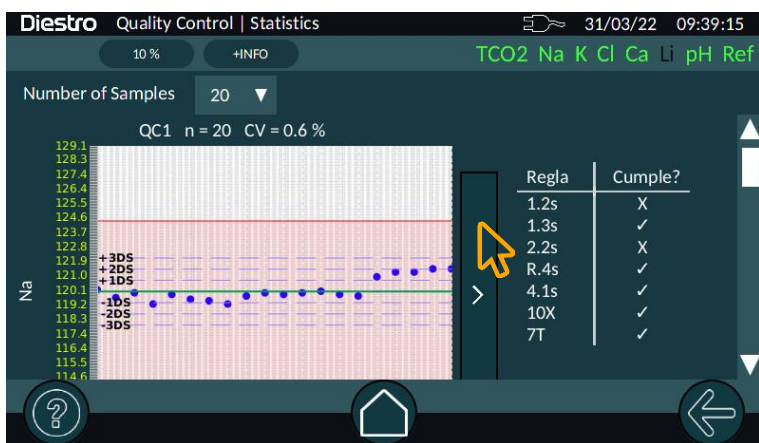 Diestro Quality Control | Statistics 31/03/22 09:39:15
10 % +INFO TCO2 Na K Cl Ca Li pH Ref
Number of Samples 20 ▼
QC1 n = 20 CV = 0.6 %
129.1
128.3
127.4
126.4
125.5
124.6
123.7
122.8
121.9
121.0
120.1
119.2
118.3
117.4
116.4
115.5
114.6
Na
+3DS
+2DS
+1DS
-1DS
-2DS
-3DS
>
Regla Cumple?
1.2s X
1.3s ✓
2.2s X
R.4s ✓
4.1s ✓
10X ✓
7T ✓
?